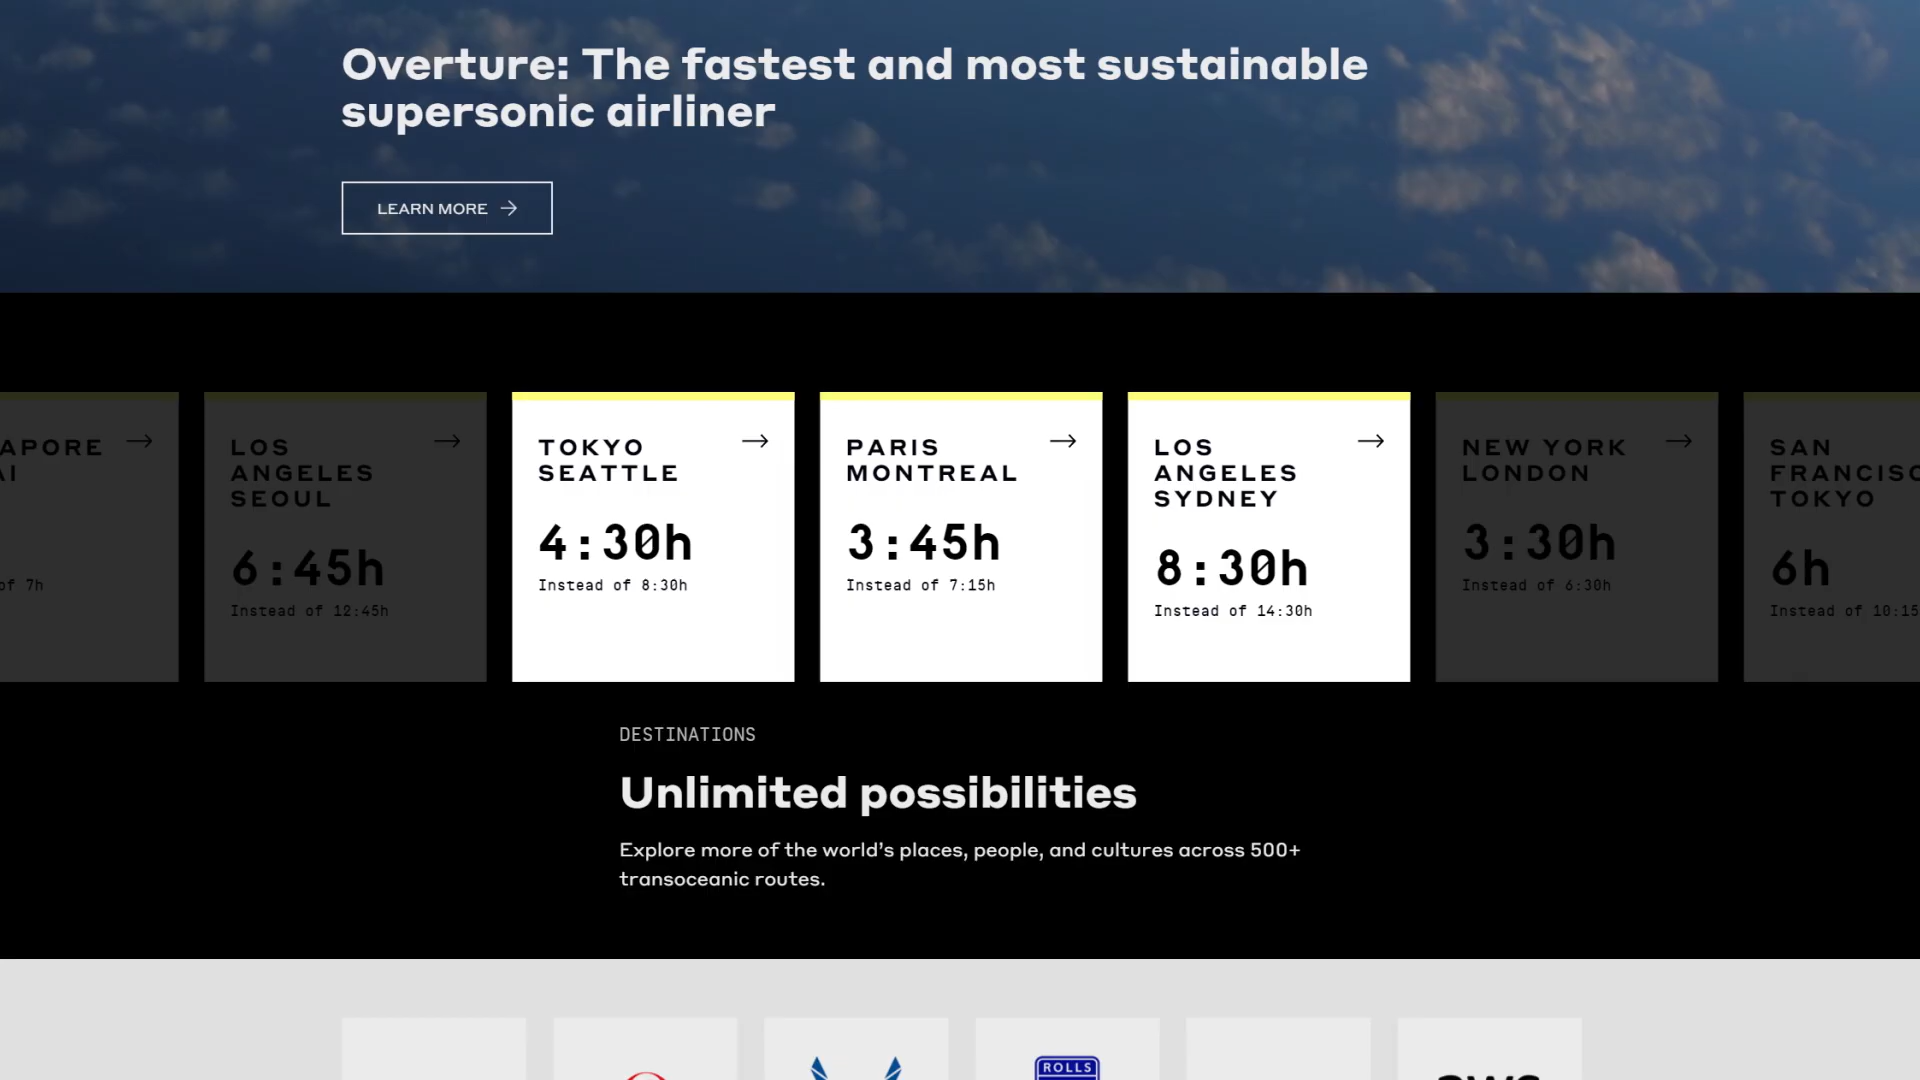 Overture: The fastest and most sustainable
supersonic airliner
LEARN MORE
of 7h
LOS
ANGELES
SEOUL
6:45h
Instead of 12:45h
TOKYO
SEATTLE
4:30h
Instead of 8:30h
PARIS
MONTREAL
3:45h
Instead of 7:15h
LOS
ANGELES
SYDNEY
8:30h
Instead of 14:30h
NEW YORK
LONDON
3:30h
Instead of 6:30h
SAN
TOKYO
6h
Instead of
DESTINATIONS
Unlimited possibilities
Explore more of the world’s places, people, and cultures across 500+
transoceanic routes.
ROLLS